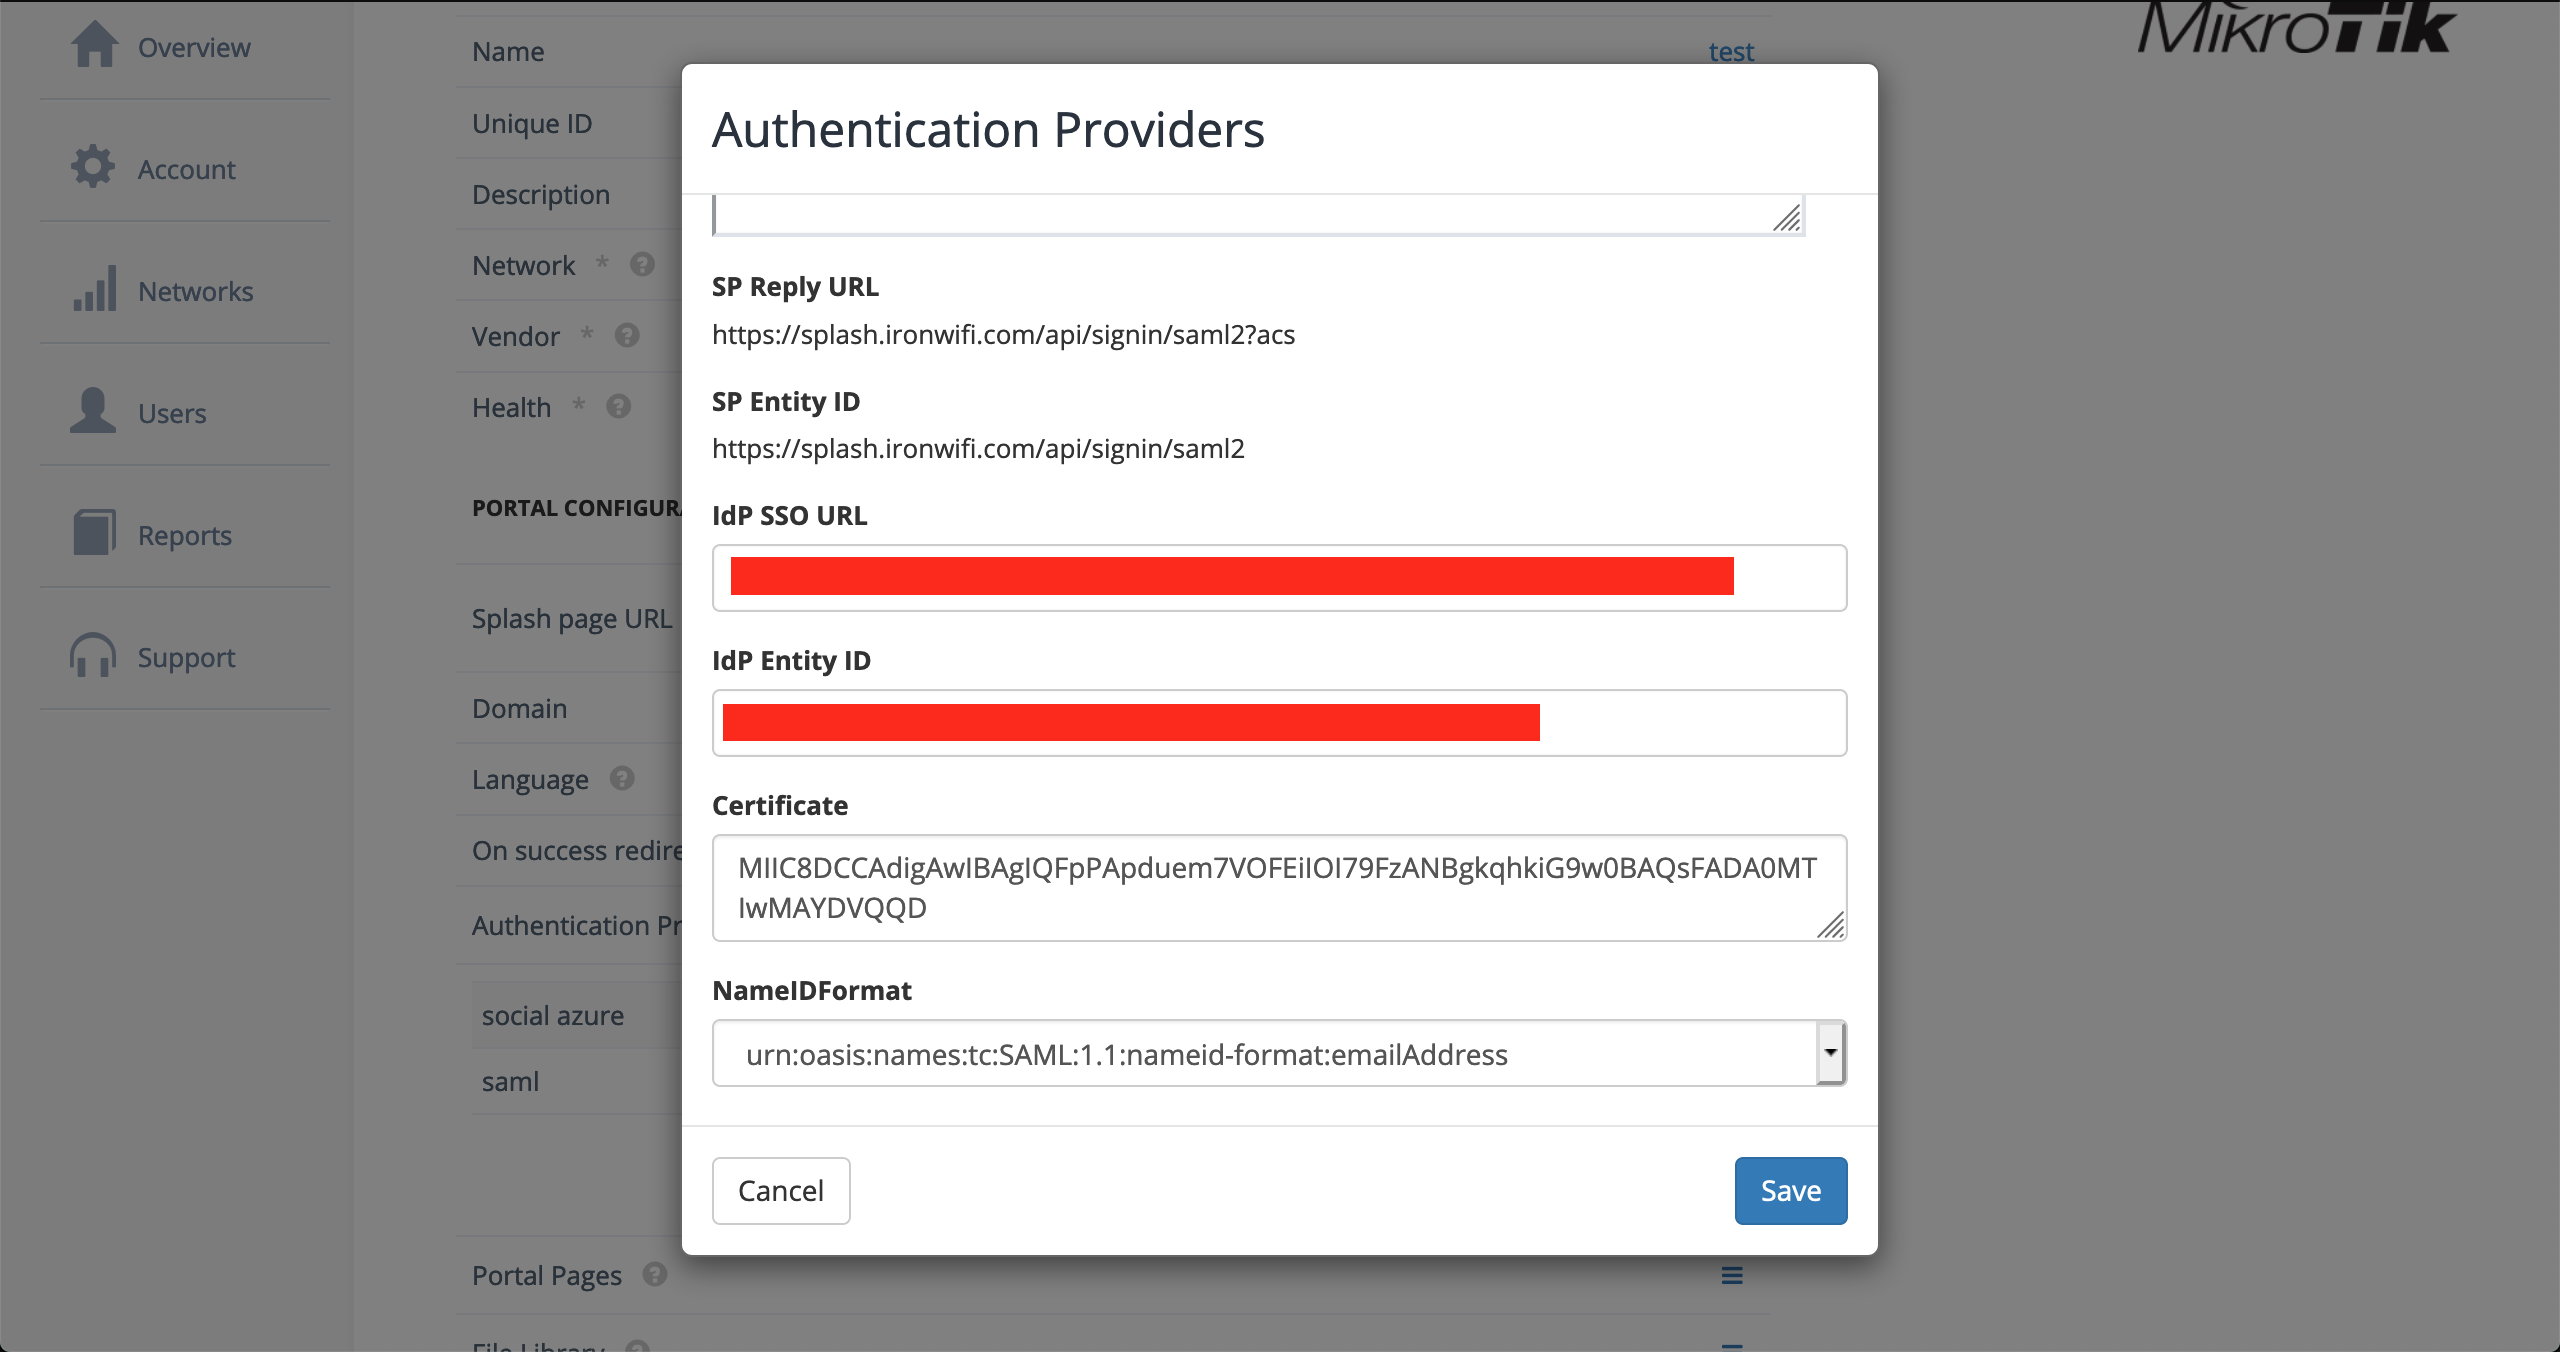 Overview
Account
Networks
Users
Reports
Support
Name
test
Unique ID
Description
Network *
Vendor *
Health *
PORTAL CONFIGURA
Splash page URL
Domain
Language
On success redire
Authentication Pr
social azure
saml
Portal Pages
File Library
MikroTik
Authentication Providers
SP Reply URL
https://splash.ironwifi.com/api/signin/saml2?acs
SP Entity ID
https://splash.ironwifi.com/api/signin/saml2
IdP SSO URL
IdP Entity ID
Certificate
MIIC8DCCAdigAwIBAgIQFpPApduem7VOFEiIOI79FzANBgkqhkiG9w0BAQsFADA0MT
IwMAYDVQQD
NameIDFormat
urn:oasis:names:tc:SAML:1.1:nameid-format:emailAddress
Cancel
Save